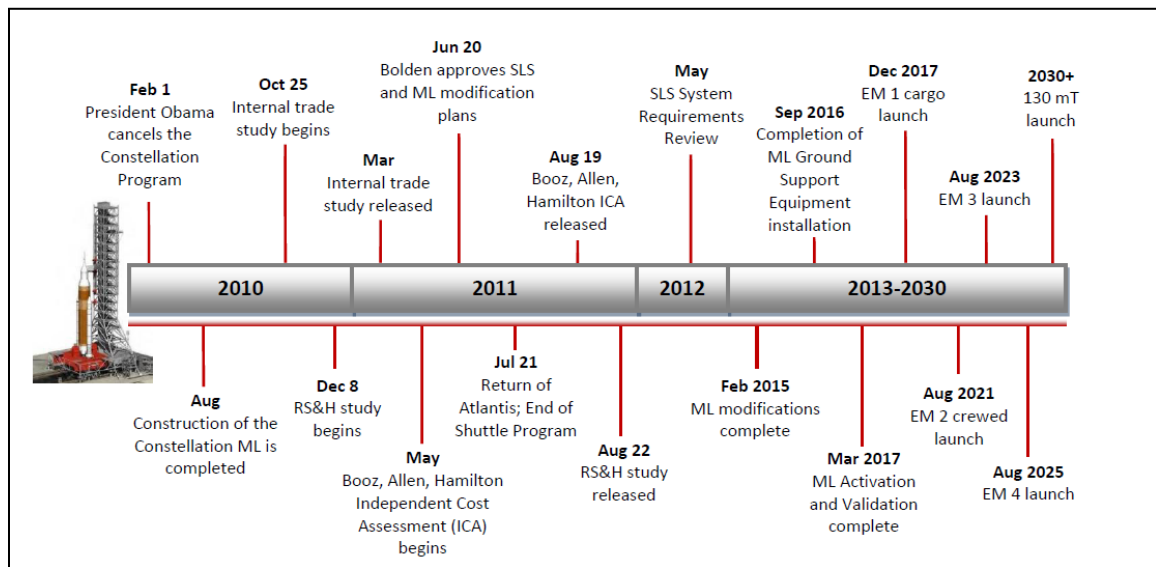 Feb 1
President Obama
cancels the
Constellation
Program
Oct 25
Internal trade
study begins
Mar
Internal trade
study released
Jun 20
Bolden approves SLS
and ML modification
plans
Aug 19
Booz, Allen,
Hamilton ICA
released
May
SLS System
Requirements
Review
Sep 2016
Completion of
ML Ground
Support
Equipment
installation
Dec 2017
EM 1 cargo
launch
Aug 2023
EM 3 launch
2030+
130 mT
launch
2010
2011
2012
2013-2030
Aug
Construction of the
Constellation ML is
completed
Dec 8
RS&H study
begins
May
Booz, Allen, Hamilton
Independent Cost
Assessment (ICA)
begins
Jul 21
Return of
Atlantis; End of
Shuttle Program
Aug 22
RS&H study
released
Feb 2015
ML modifications
complete
Mar 2017
ML Activation
and Validation
complete
Aug 2021
EM 2 crewed
launch
Aug 2025
EM 4 launch